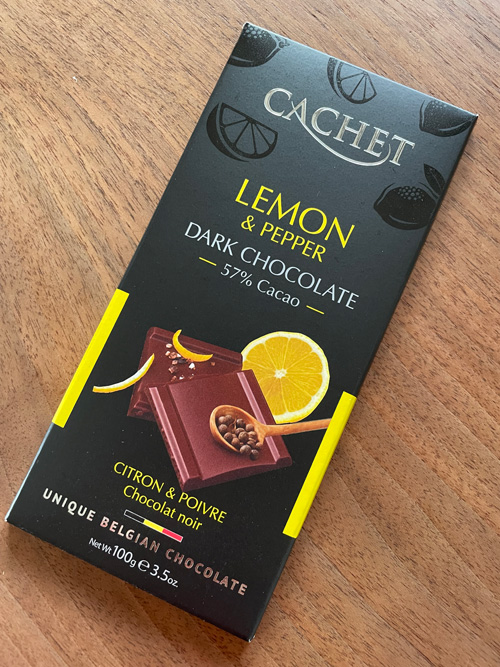 CACHET
LEMON
& PEPPER
DARK CHOCOLATE
57% Cacao
CITRON & POIVRE
Chocolat noir
UNIQUE BELGIAN CHOCOLATE
Net Wt 100g ℮ 3.5oz.